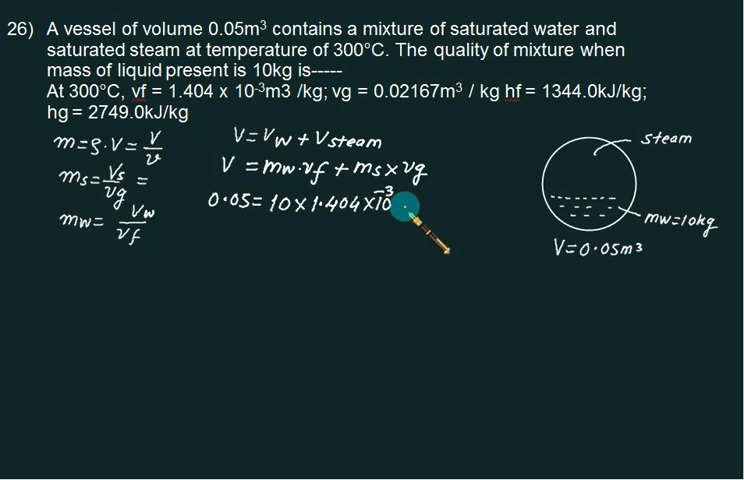 26) A vessel of volume 0.05m³ contains a mixture of saturated water and
saturated steam at temperature of 300°C. The quality of mixture when
mass of liquid present is 10kg is-----
At 300°C, vf = 1.404 x 10⁻³m3 /kg; vg = 0.02167m³ / kg hf = 1344.0kJ/kg;
hg = 2749.0kJ/kg
m = ρ.V = V/v
ms = Vs/vg =
mw = Vw/vf
V = Vw + Vsteam
V = mw.vf + ms x vg
0.05 = 10 x 1.404 x 10⁻³
steam
mw = 10kg
V = 0.05m³